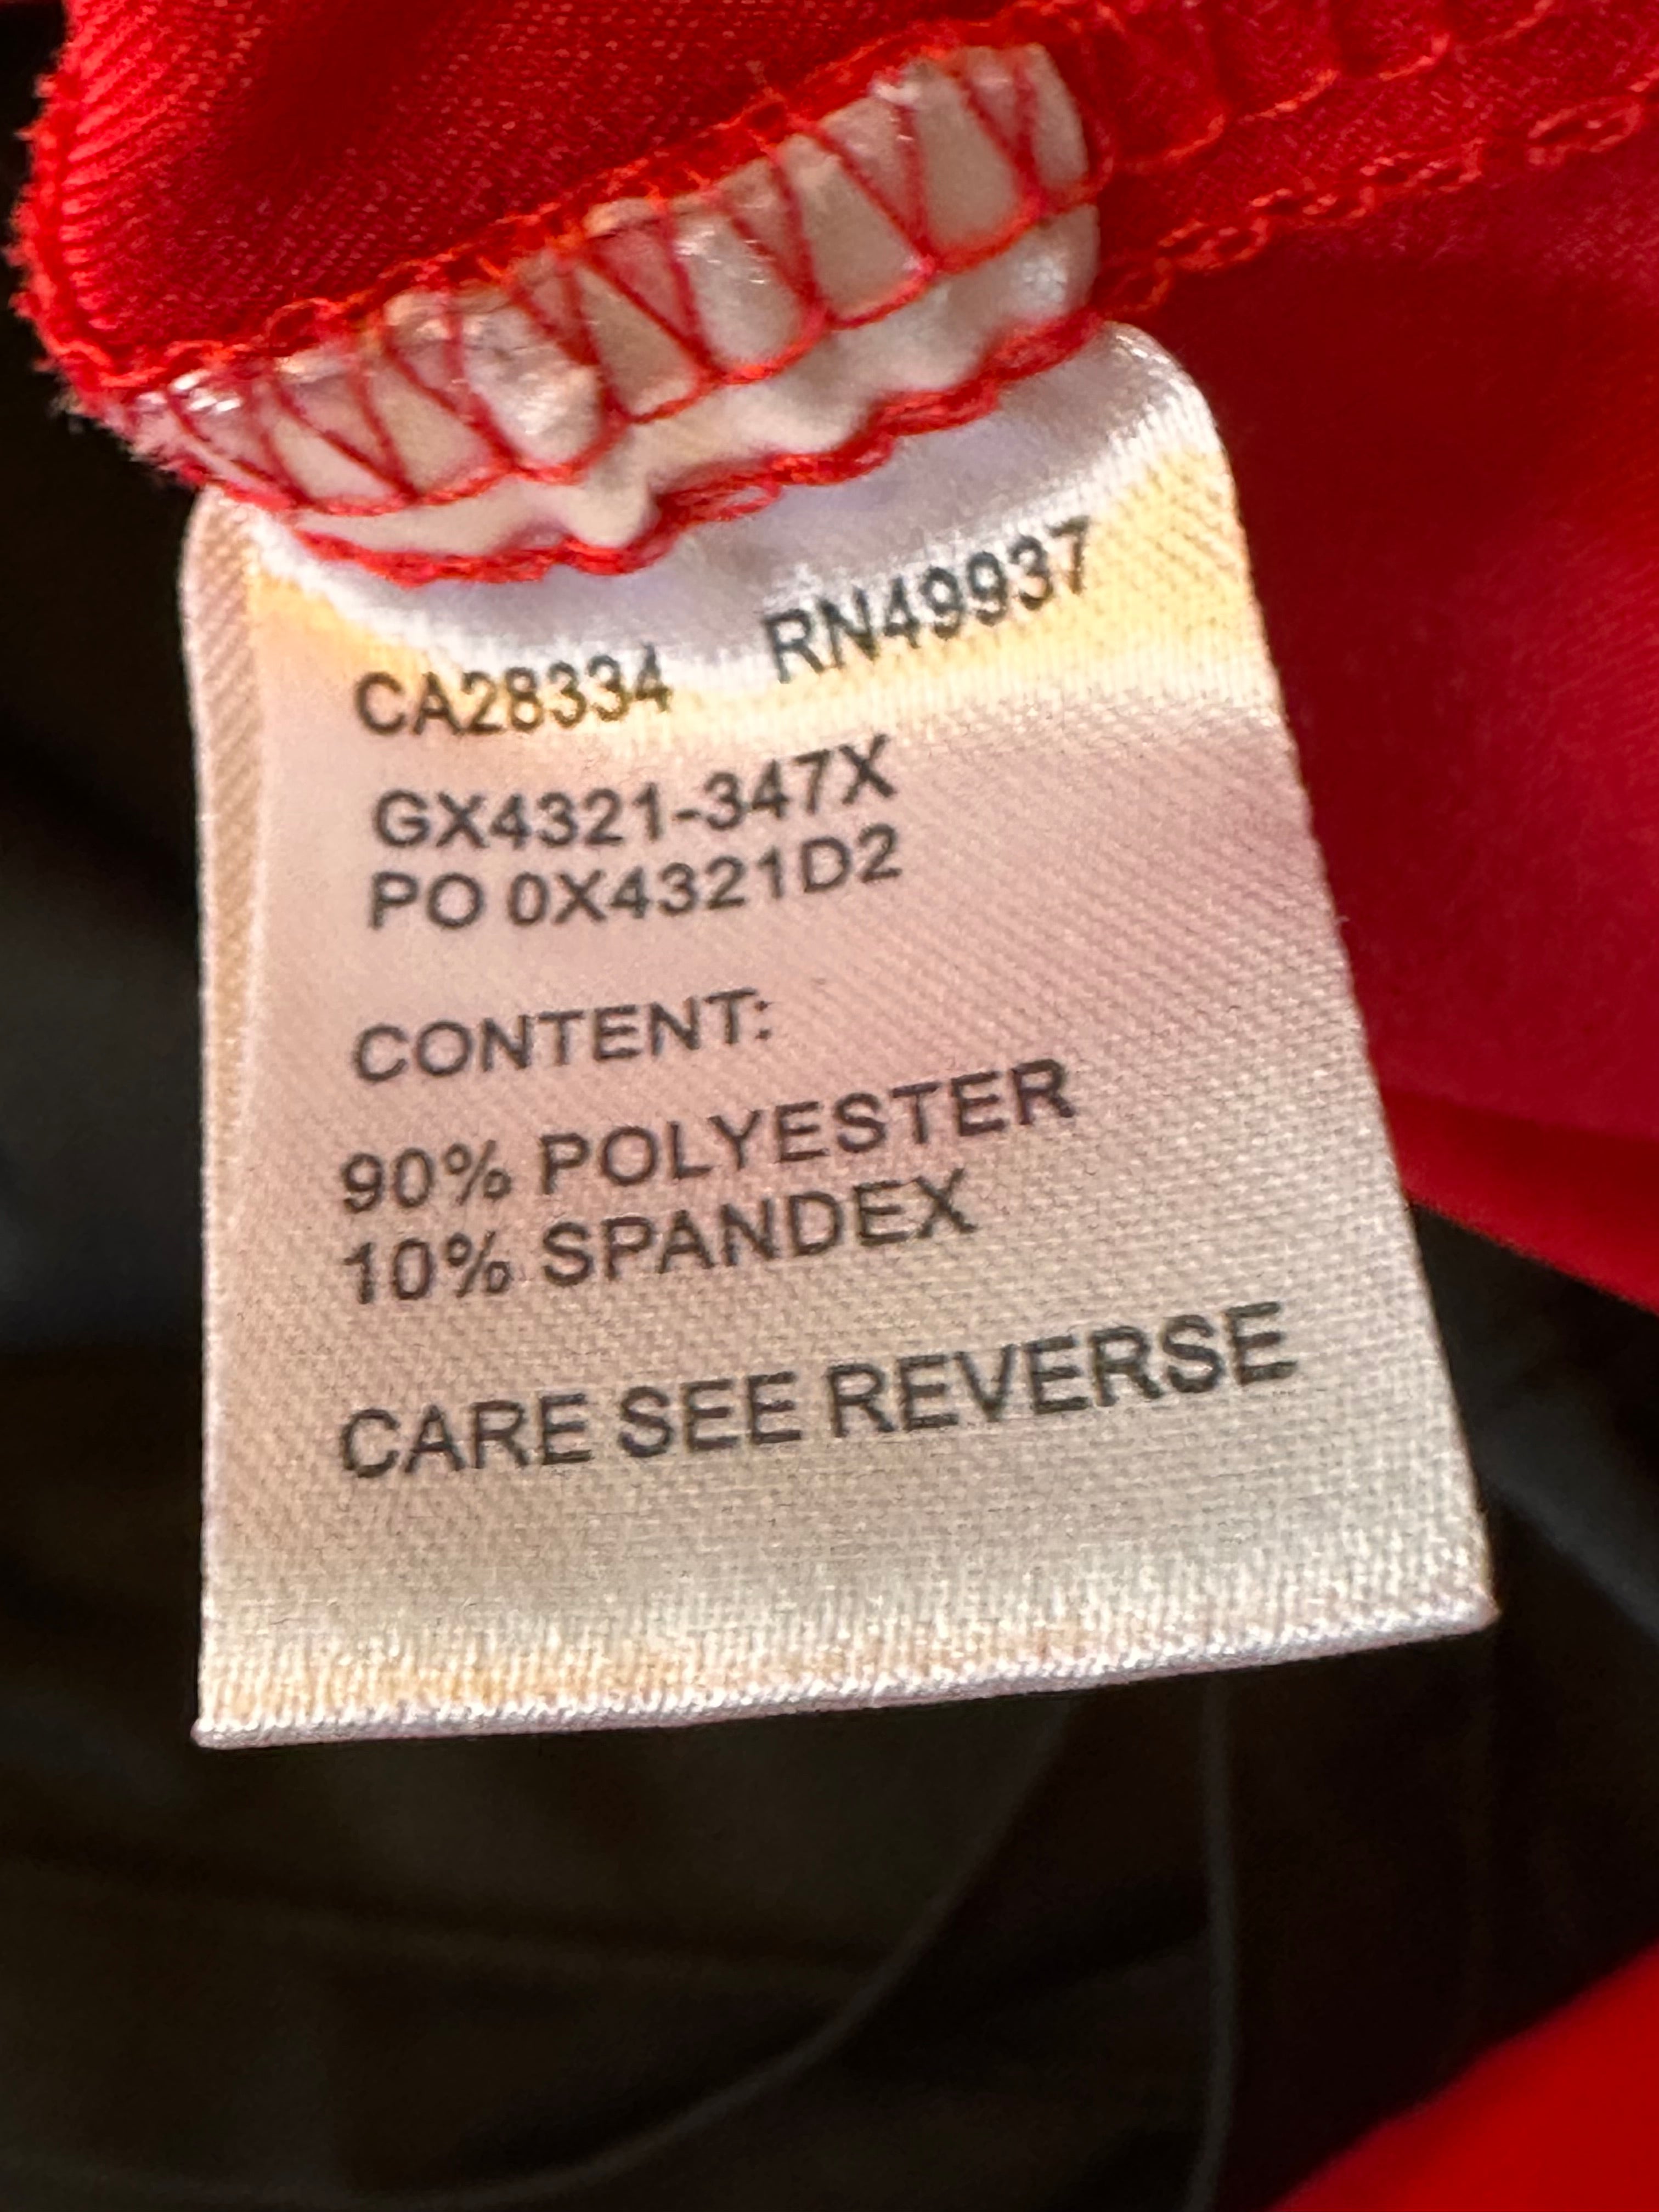 CA28334 RN49937
GX4321-347X
PO 0X4321D2
CONTENT:
90% POLYESTER
10% SPANDEX
CARE SEE REVERSE